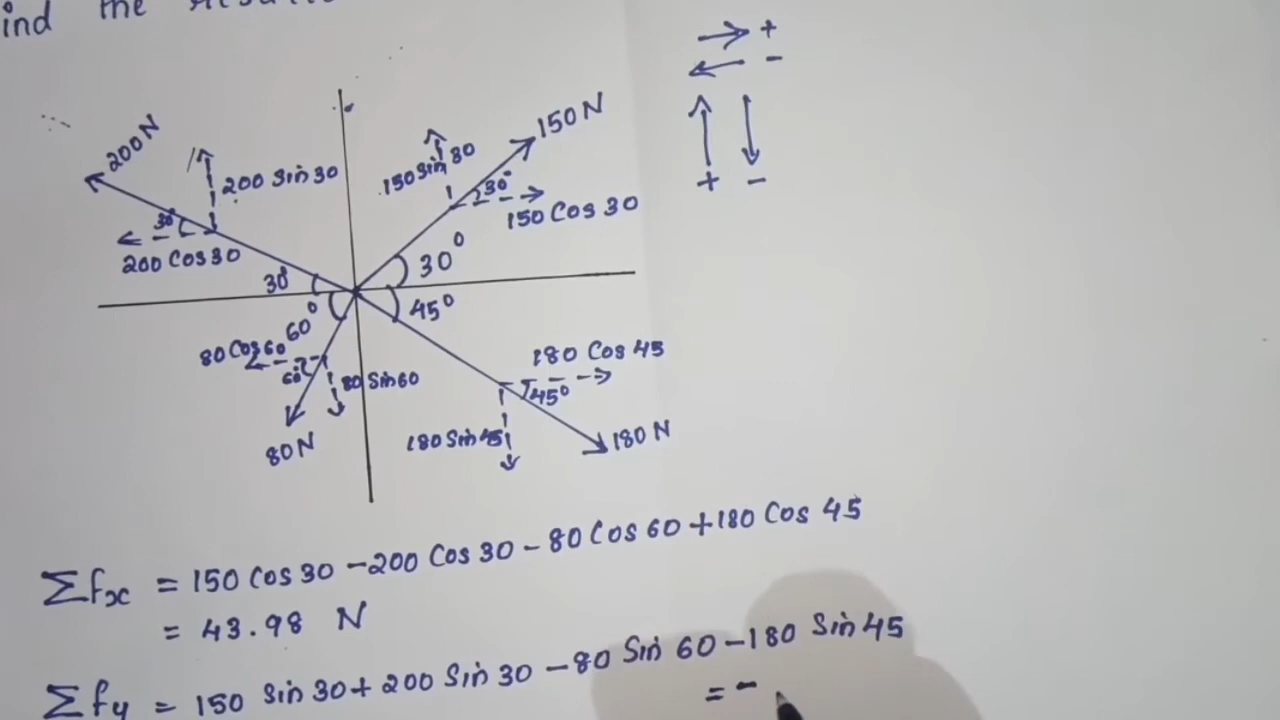 ind the
→ +
← -
+ -
200 N
200 Sin 30
150 Sin 30
150 N
30°
30°
150 Cos 30
200 Cos 30
30°
30°
45°
60°
80 Cos 60
60°
80 Sin 60
180 Cos 45
45°
80 N
180 Sin 45
180 N
Σfx = 150 Cos 30 - 200 Cos 30 - 80 Cos 60 + 180 Cos 45
= 43.98 N
Σfy = 150 Sin 30 + 200 Sin 30 - 80 Sin 60 - 180 Sin 45
= -